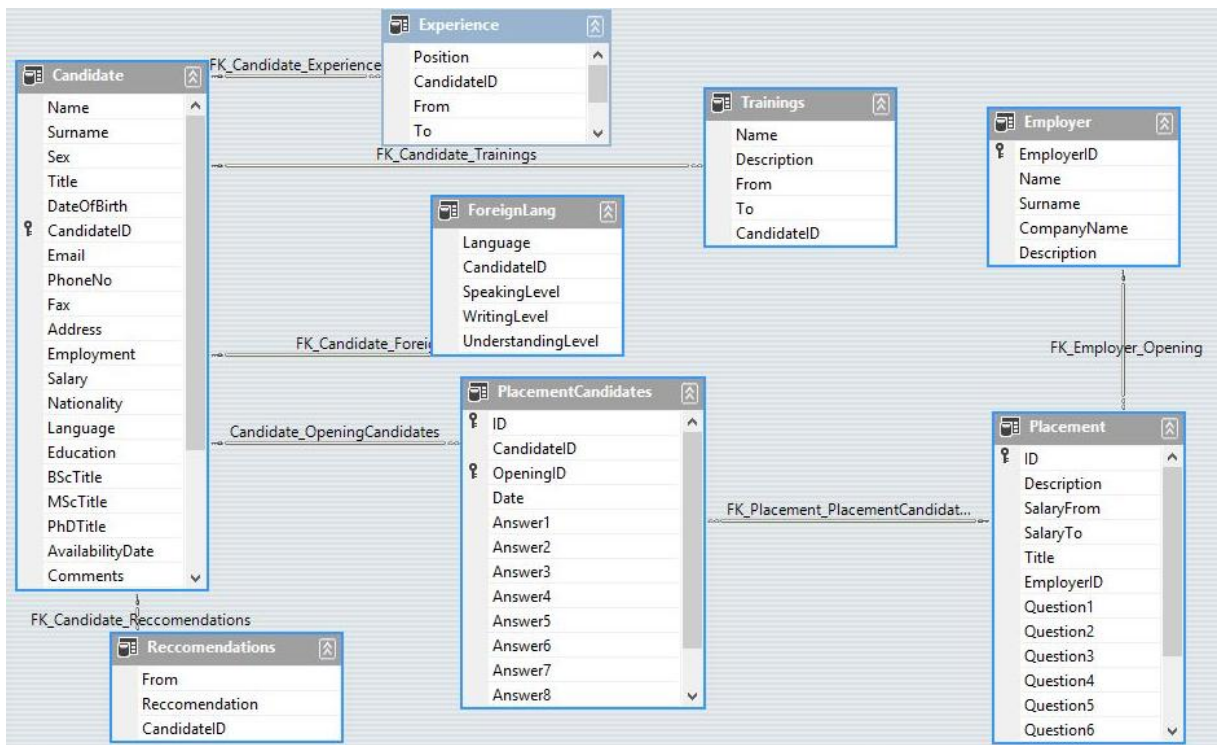 Candidate
Name
Surname
Sex
Title
DateOfBirth
CandidateID
Email
PhoneNo
Fax
Address
Employment
Salary
Nationality
Language
Education
BScTitle
MScTitle
PhDTitle
AvailabilityDate
Comments
FK_Candidate_Experience
Experience
Position
CandidateID
From
To
FK_Candidate_Trainings
Trainings
Name
Description
From
To
CandidateID
Employer
EmployerID
Name
Surname
CompanyName
Description
ForeignLang
Language
CandidateID
SpeakingLevel
WritingLevel
UnderstandingLevel
FK_Candidate_Foreig
FK_Employer_Opening
Candidate_OpeningCandidates
PlacementCandidates
ID
CandidateID
OpeningID
Date
Answer1
Answer2
Answer3
Answer4
Answer5
Answer6
Answer7
Answer8
FK_Placement_PlacementCandidat...
Placement
ID
Description
SalaryFrom
SalaryTo
Title
EmployerID
Question1
Question2
Question3
Question4
Question5
Question6
FK_Candidate_Reccomendations
Reccomendations
From
Reccomendation
CandidateID